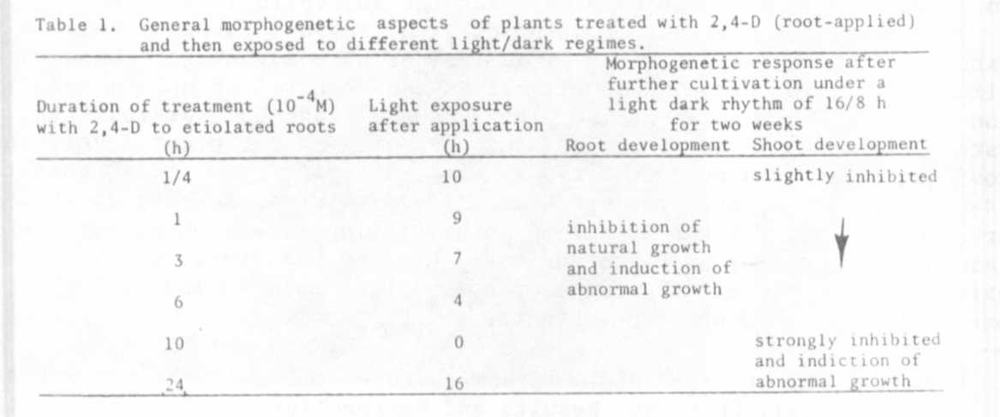 Table 1. General morphogenetic aspects of plants treated with 2,4-D (root-applied)
and then exposed to different light/dark regimes.
Morphogenetic response after
further cultivation under a
Duration of treatment (10⁻⁴M) Light exposure light dark rhythm of 16/8 h
with 2,4-D to etiolated roots after application for two weeks
(h) (h) Root development Shoot development
1/4 10 slightly inhibited
1 9
inhibition of
natural growth
3 7
and induction of
abnormal growth
6 4
10 0 strongly inhibited
and indiction of
24 16 abnormal growth